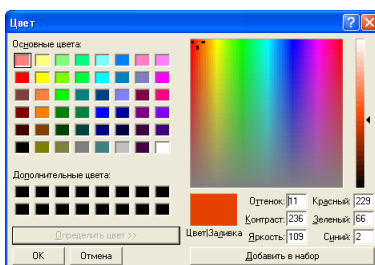 Цвет
Основные цвета:
Дополнительные цвета:
Определить цвет >>
OK Отмена
Цвет|Заливка
Оттенок: 11 Красный: 229
Контраст: 236 Зеленый: 66
Яркость: 109 Синий: 2
Добавить в набор